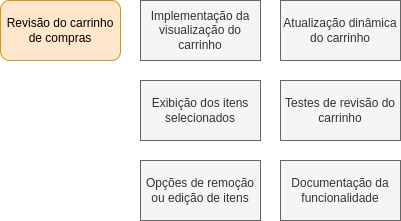 Revisão do carrinho
de compras
Implementação da
visualização do
carrinho
Atualização dinâmica
do carrinho
Exibição dos itens
selecionados
Testes de revisão do
carrinho
Opções de remoção
ou edição de itens
Documentação da
funcionalidade